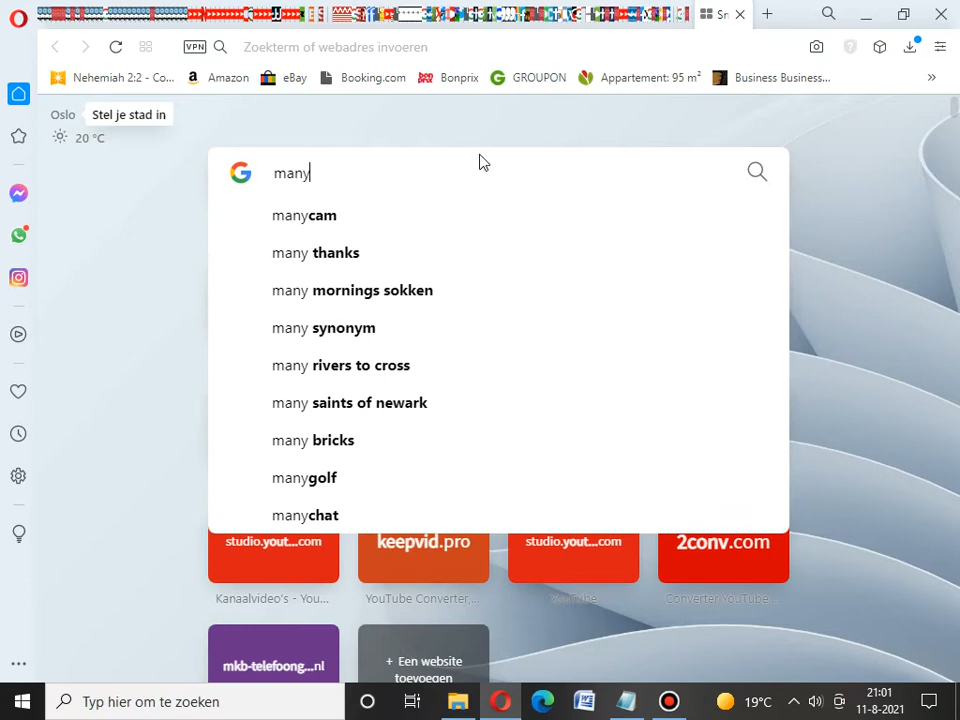 Sn
VPN
Zoekterm of webadres invoeren
Nehemiah 2:2 - Co...
Amazon
eBay
Booking.com
Bonprix
GROUPON
Appartement: 95 m²
Business Business...
»
Oslo
Stel je stad in
20 °C
many
manycam
many thanks
many mornings sokken
many synonym
many rivers to cross
many saints of newark
many bricks
manygolf
manychat
studio.yout...com
keepvid.pro
studio.yout...com
2conv.com
Kanaalvideo's - You...
YouTube Converter,...
YouTube
Converter YouTube...
mkb-telefoong...nl
+ Een website
toevoegen
Typ hier om te zoeken
19°C
21:01
11-8-2021